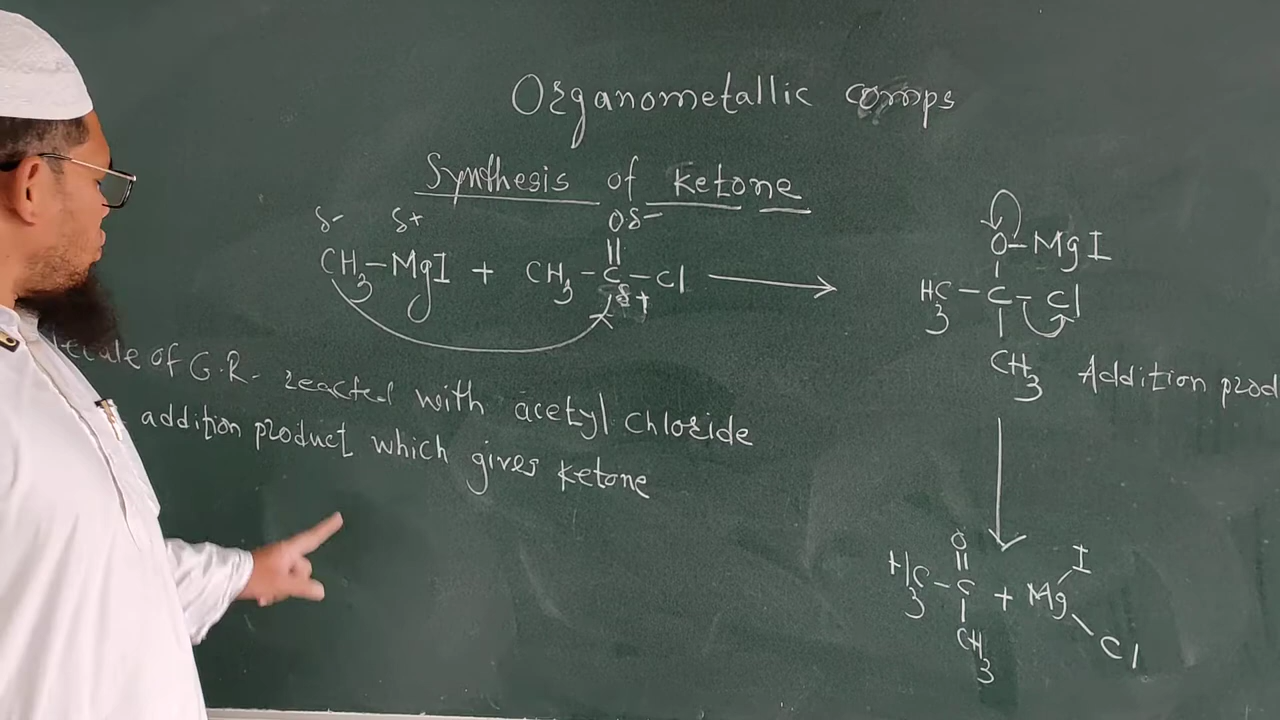 Organometallic comps
Synthesis of ketone
δ- δ+ Oδ-
CH3-MgI + CH3-C-Cl
δ+
O-MgI
H3C-C-Cl
CH3 Addition prod
of G.R. reacted with acetyl chloride
addition product which gives ketone
O I
H3C-C + Mg
CH3 Cl